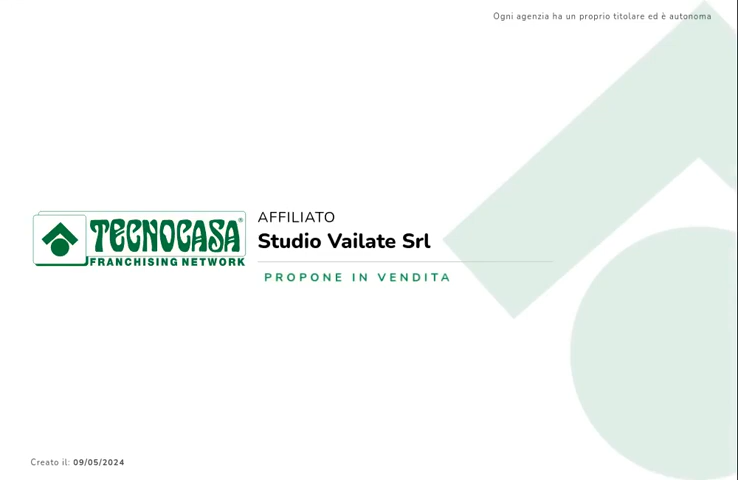 Ogni agenzia ha un proprio titolare ed è autonoma
TECNOCASA®
FRANCHISING NETWORK
AFFILIATO
Studio Vailate Srl
PROPONE IN VENDITA
Creato il: 09/05/2024